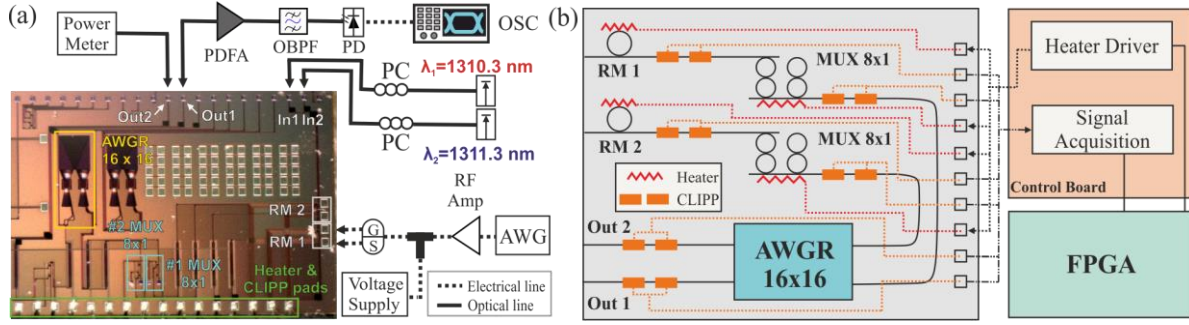 (a)
Power
Meter
PDFA
OBPF
PD
OSC
PC
λ₁=1310.3 nm
PC
λ₂=1311.3 nm
Out2
Out1
In1
In2
AWGR
16 x 16
RM 2
RM 1
#2 MUX
8x1
#1 MUX
8x1
Heater &
CLIPP pads
G
S
RF
Amp
AWG
Voltage
Supply
Electrical line
Optical line
(b)
RM 1
MUX 8x1
RM 2
MUX 8x1
Heater
CLIPP
Out 2
Out 1
AWGR
16x16
Heater Driver
Signal
Acquisition
Control Board
FPGA